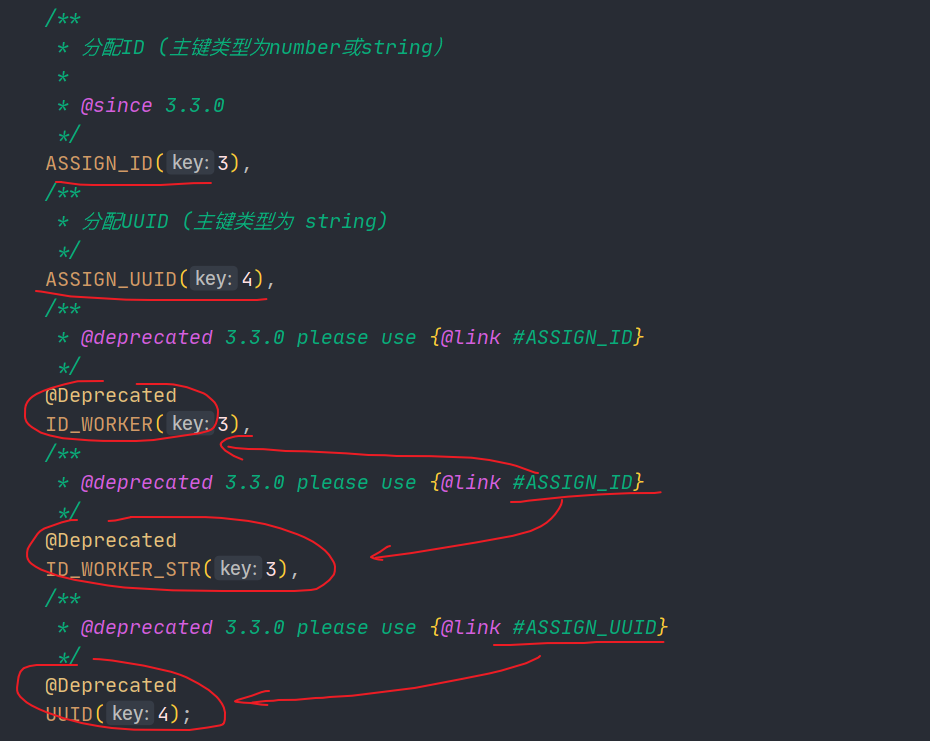 /**
* 分配ID (主键类型为number或string)
*
* @since 3.3.0
*/
ASSIGN_ID( key: 3),
/**
* 分配UUID (主键类型为 string)
*/
ASSIGN_UUID( key: 4),
/**
* @deprecated 3.3.0 please use {@link #ASSIGN_ID}
*/
@Deprecated
ID_WORKER( key: 3),
/**
* @deprecated 3.3.0 please use {@link #ASSIGN_ID}
*/
@Deprecated
ID_WORKER_STR( key: 3),
/**
* @deprecated 3.3.0 please use {@link #ASSIGN_UUID}
*/
@Deprecated
UUID( key: 4);